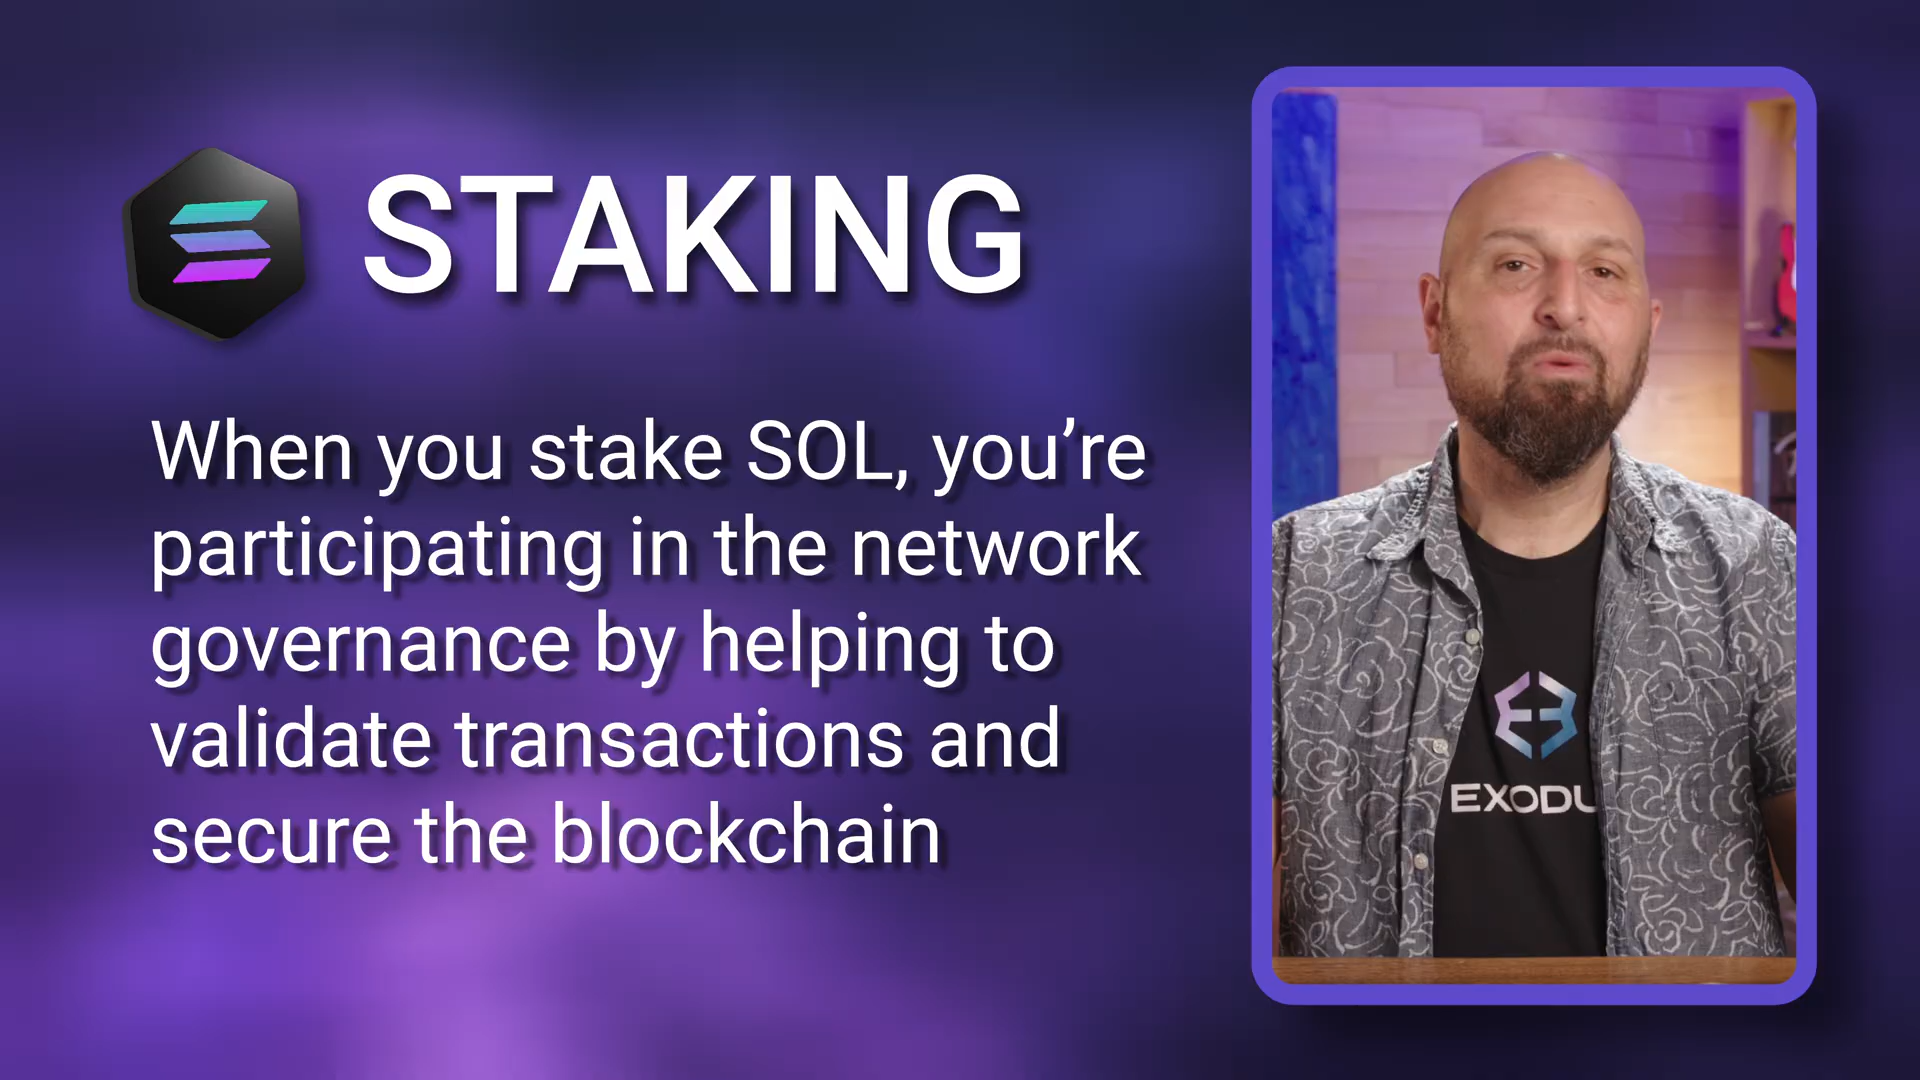 STAKING
When you stake SOL, you’re
participating in the network
governance by helping to
validate transactions and
secure the blockchain
EXODU